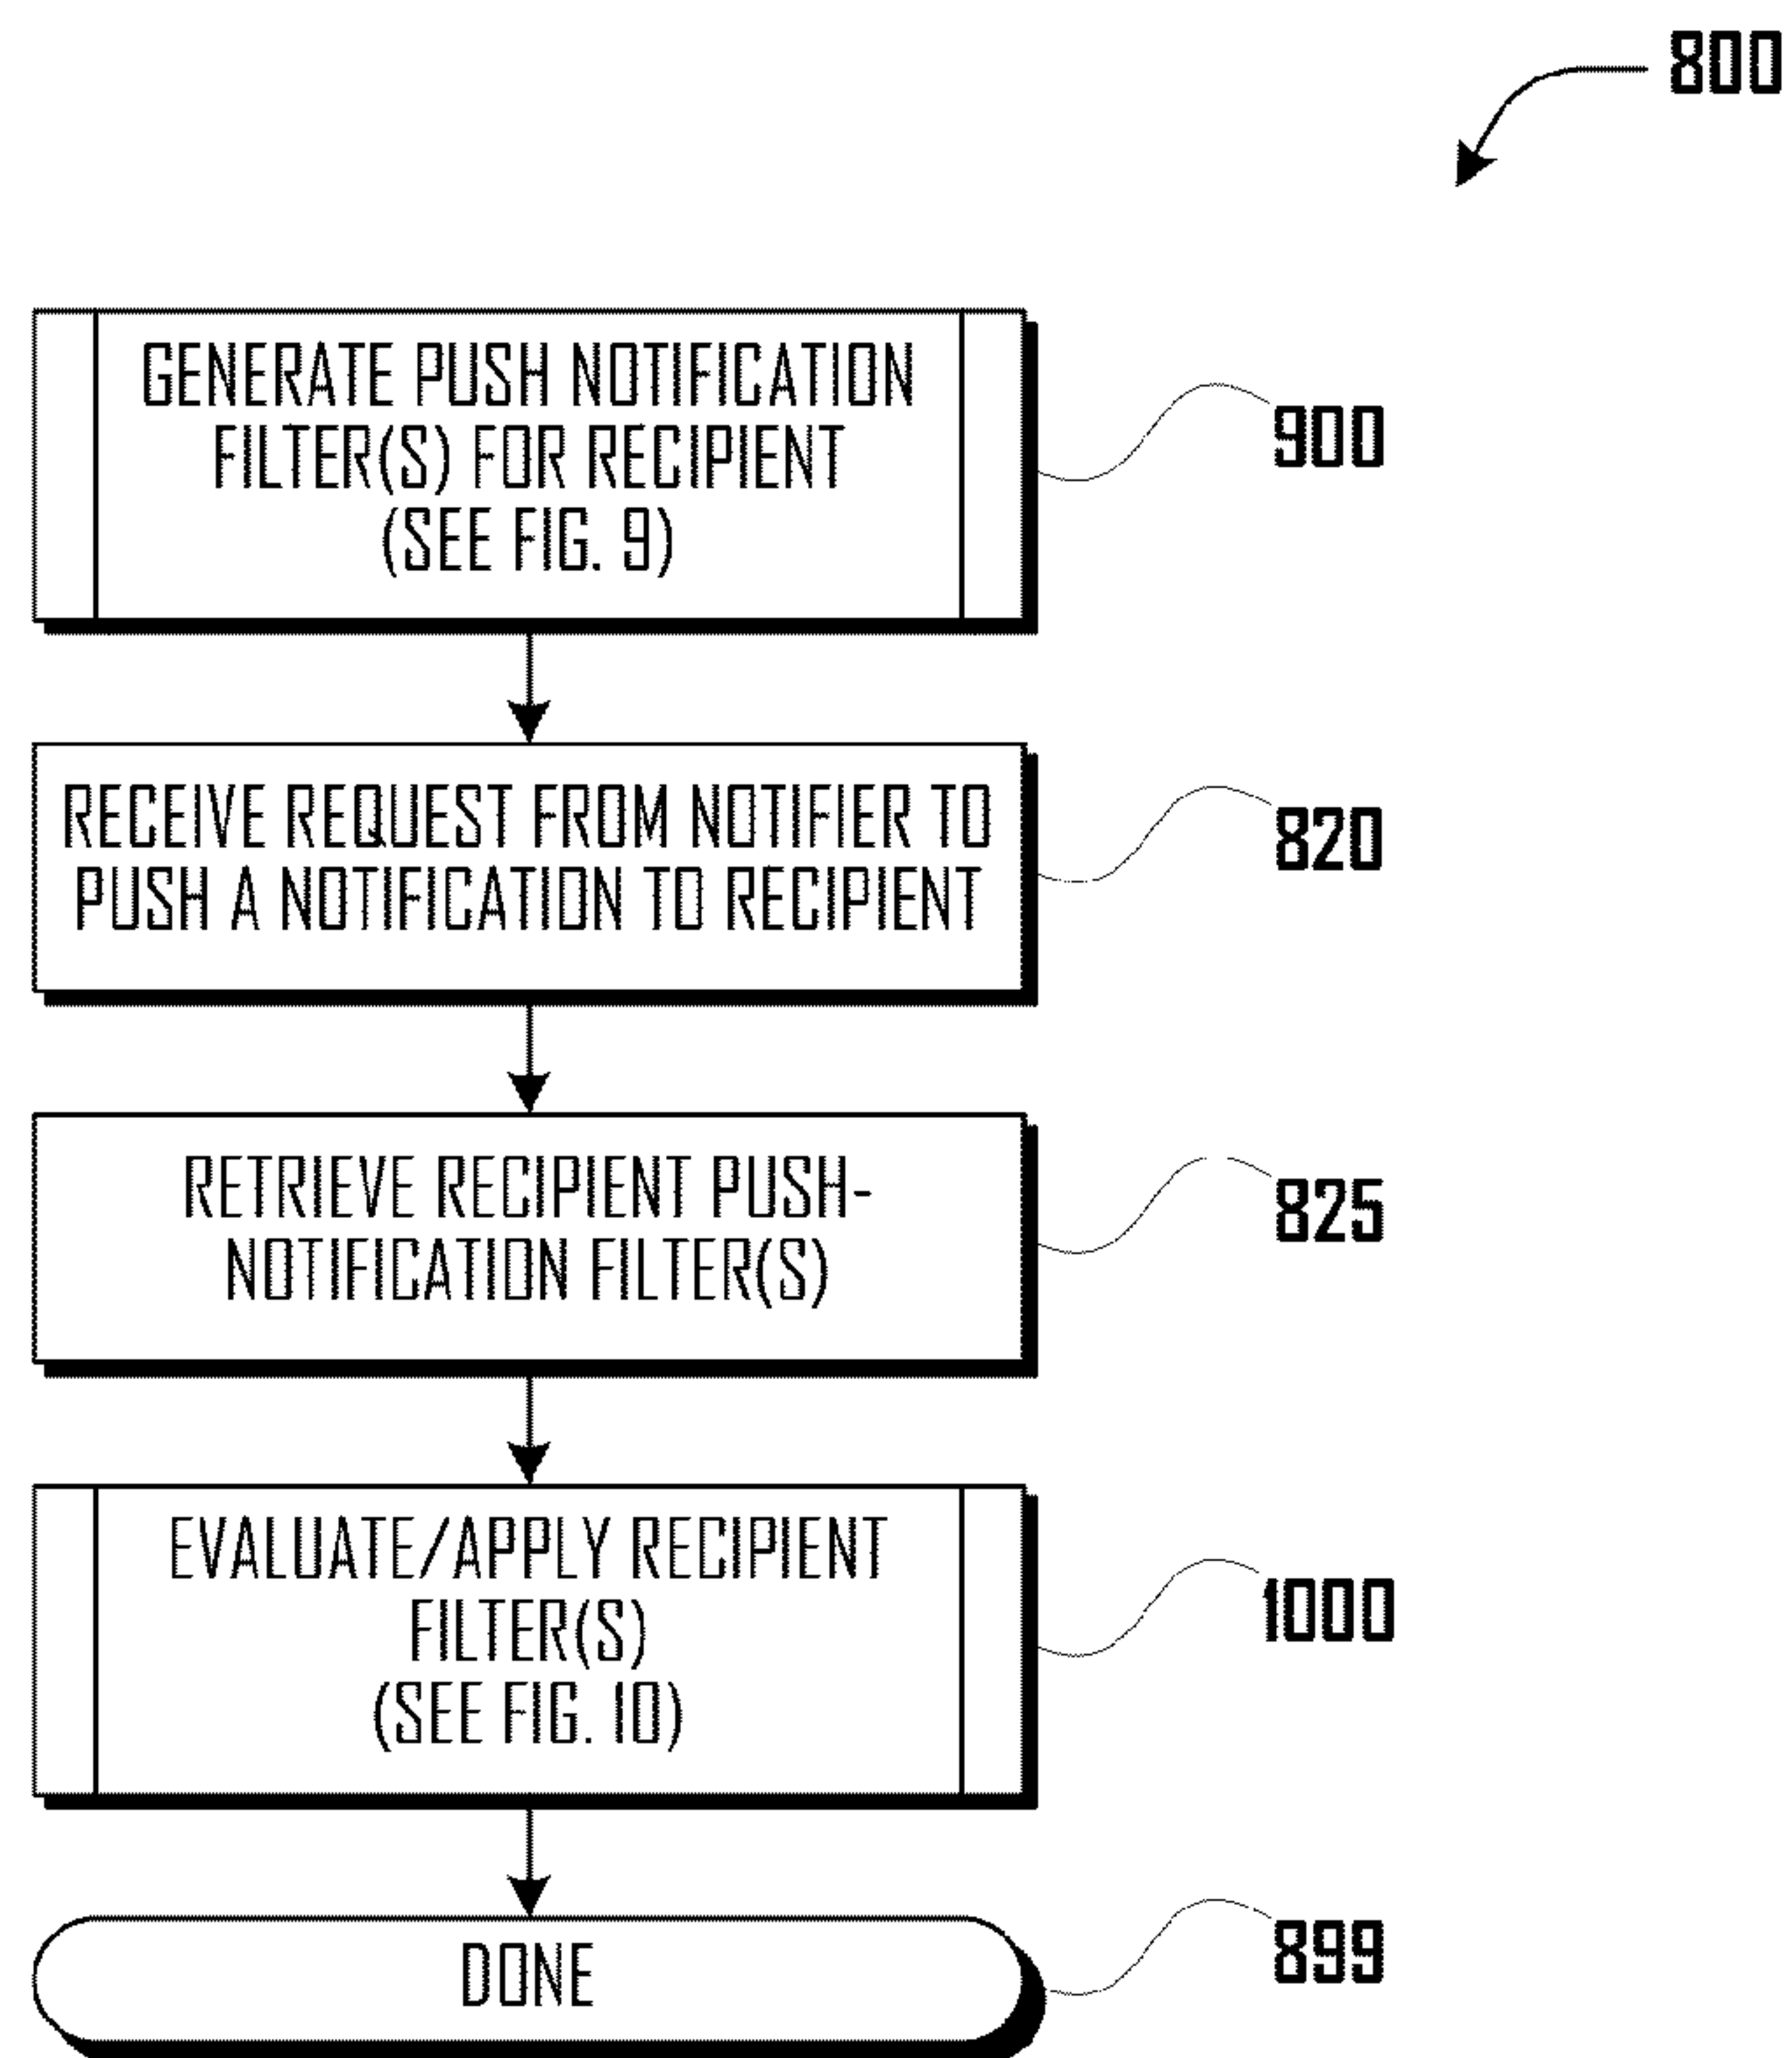 800
GENERATE PUSH NOTIFICATION
FILTER(S) FOR RECIPIENT
(SEE FIG. 9)
900
RECEIVE REQUEST FROM NOTIFIER TO
PUSH A NOTIFICATION TO RECIPIENT
820
RETRIEVE RECIPIENT PUSH-
NOTIFICATION FILTER(S)
825
EVALUATE/APPLY RECIPIENT
FILTER(S)
(SEE FIG. 10)
1000
DONE
899